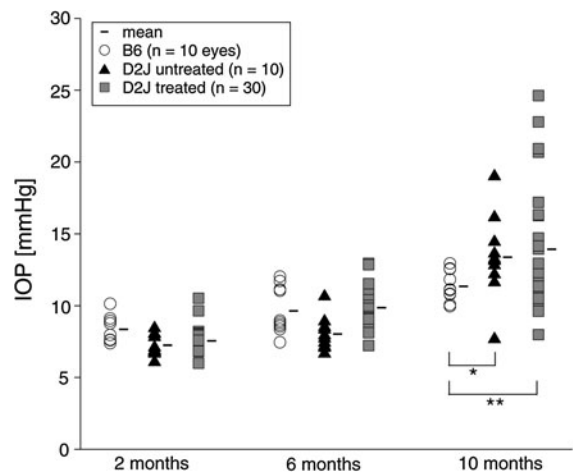 mean
B6 (n = 10 eyes)
D2J untreated (n = 10)
D2J treated (n = 30)
IOP [mmHg]
30
25
20
15
10
5
0
*
**
2 months
6 months
10 months